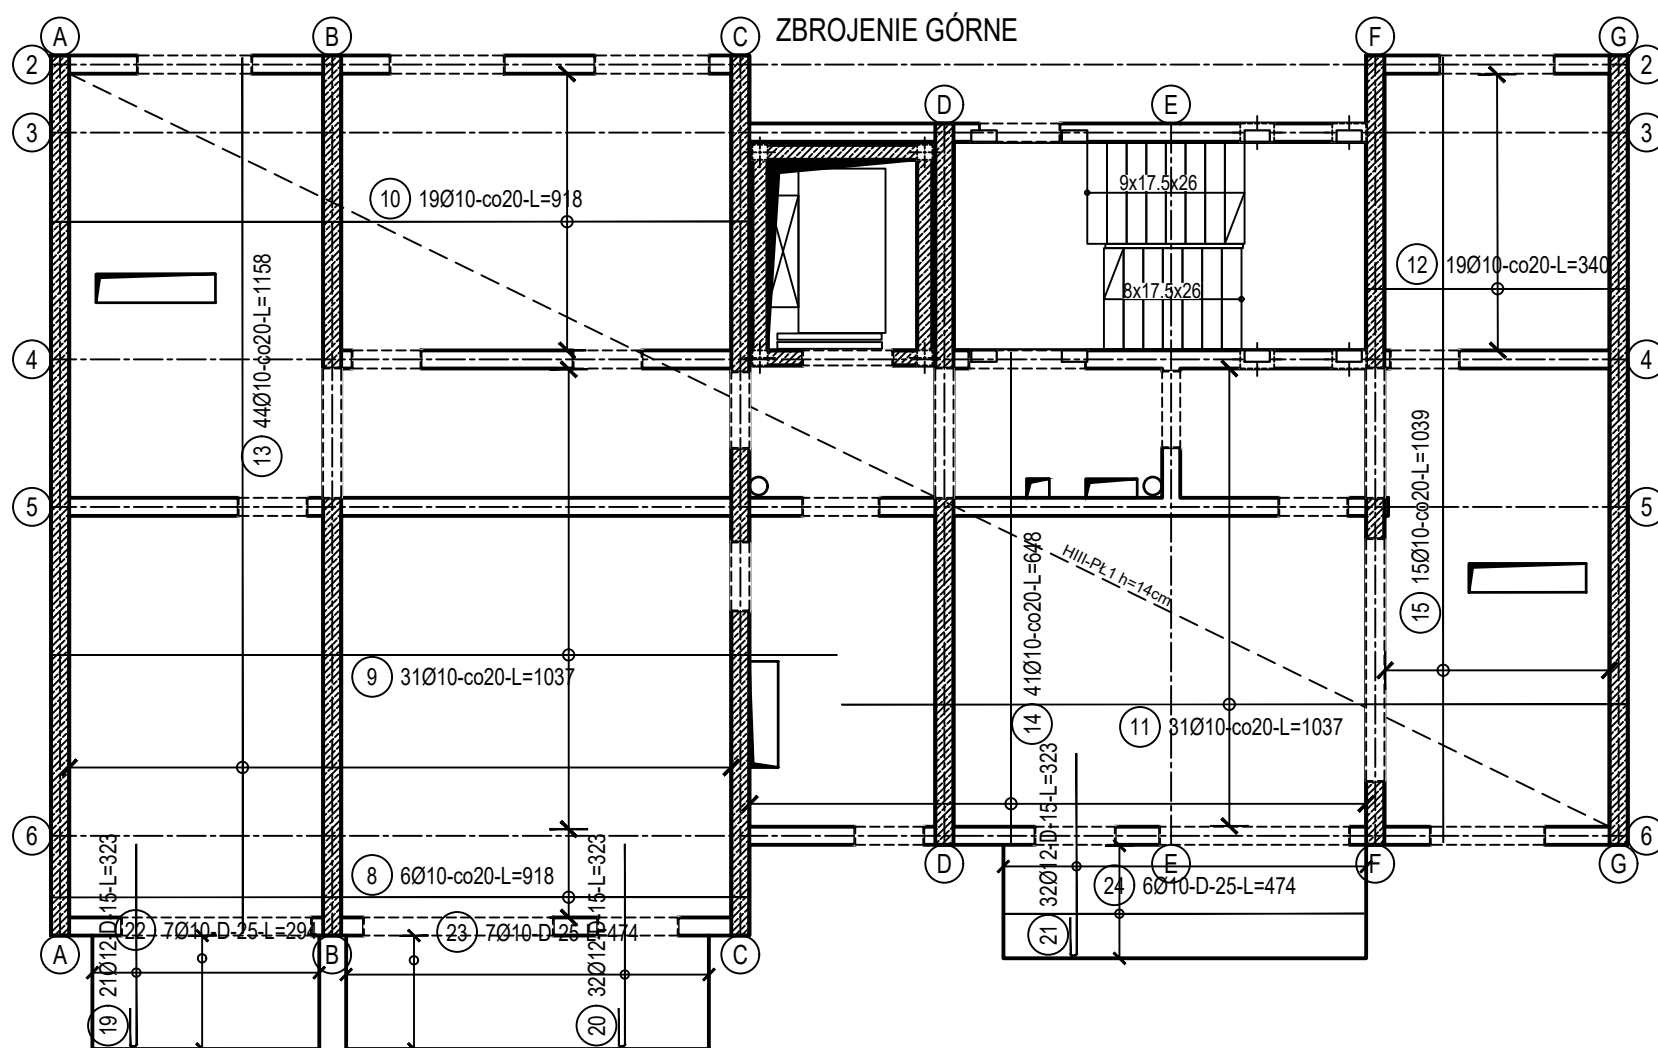 ZBROJENIE GÓRNE
A
B
C
F
G
2
2
D
E
3
3
9x17.5x26
10 19Ø10-co20-L=918
12 19Ø10-co20-L=340
8x17.5x26
13 44Ø10-co20-L=1158
4
4
15 15Ø10-co20-L=1039
5
5
HIII-PŁ1 h=14cm
14 41Ø10-co20-L=648
9 31Ø10-co20-L=1037
11 31Ø10-co20-L=1037
6
6
D
E
F
G
8 6Ø10-co20-L=918
24 6Ø10-D-25-L=474
21 32Ø12-D-15-L=323
22 7Ø10-D-25-L=294
23 7Ø10-D-25-L=474
A
B
C
19 21Ø12-D-15-L=323
20 32Ø12-D-15-L=323